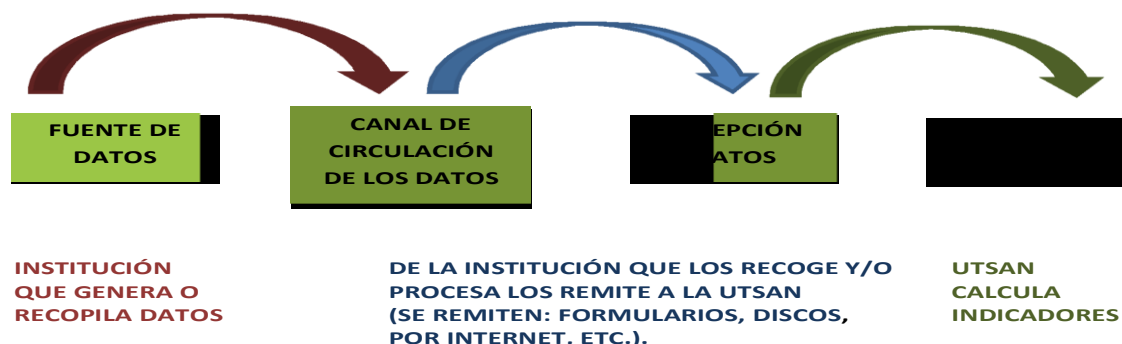 FUENTE DE
DATOS
CANAL DE
CIRCULACIÓN
DE LOS DATOS
EPCIÓN
ATOS
INSTITUCIÓN
QUE GENERA O
RECOPILA DATOS
DE LA INSTITUCIÓN QUE LOS RECOGE Y/O
PROCESA LOS REMITE A LA UTSAN
(SE REMITEN: FORMULARIOS, DISCOS,
POR INTERNET, ETC.).
UTSAN
CALCULA
INDICADORES